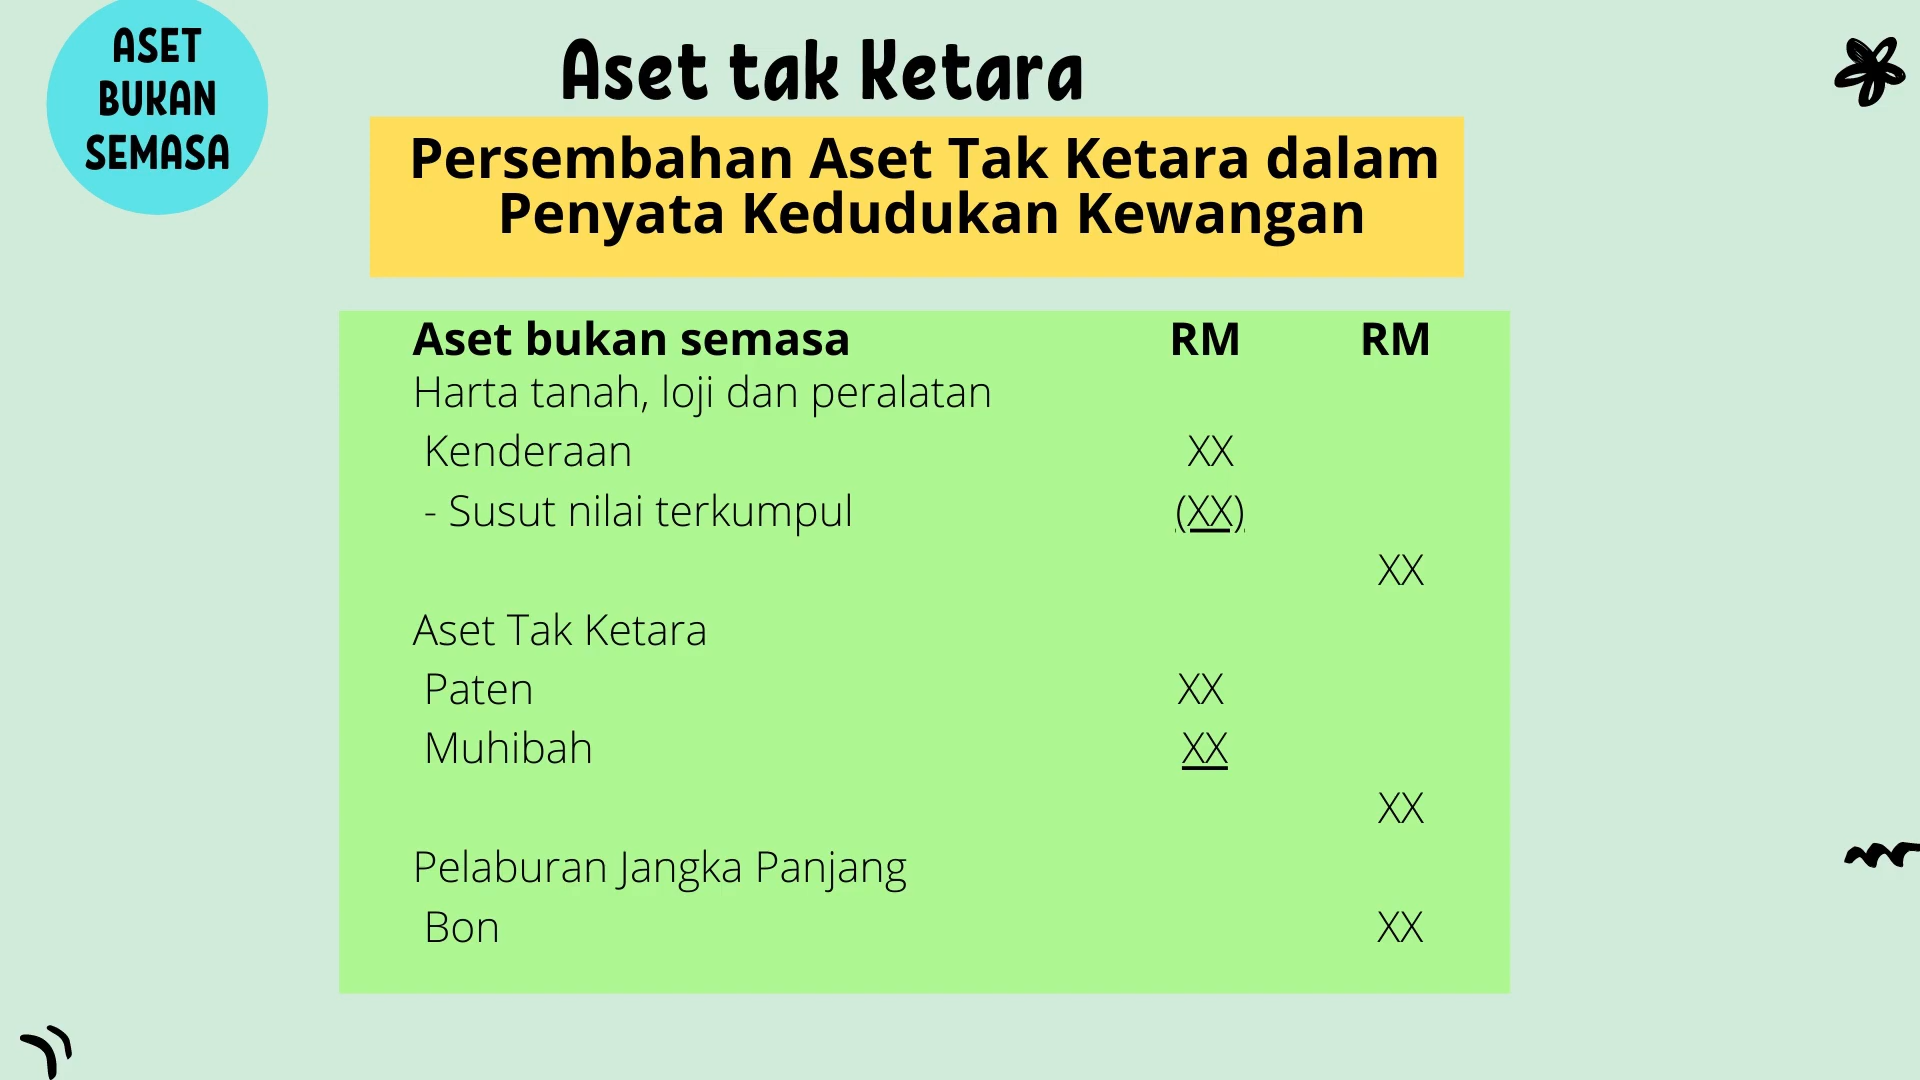 ASET
BUKAN
SEMASA
Aset tak Ketara
Persembahan Aset Tak Ketara dalam
Penyata Kedudukan Kewangan
Aset bukan semasa RM RM
Harta tanah, loji dan peralatan
Kenderaan XX
- Susut nilai terkumpul (XX)
XX
Aset Tak Ketara
Paten XX
Muhibah XX
XX
Pelaburan Jangka Panjang
Bon XX